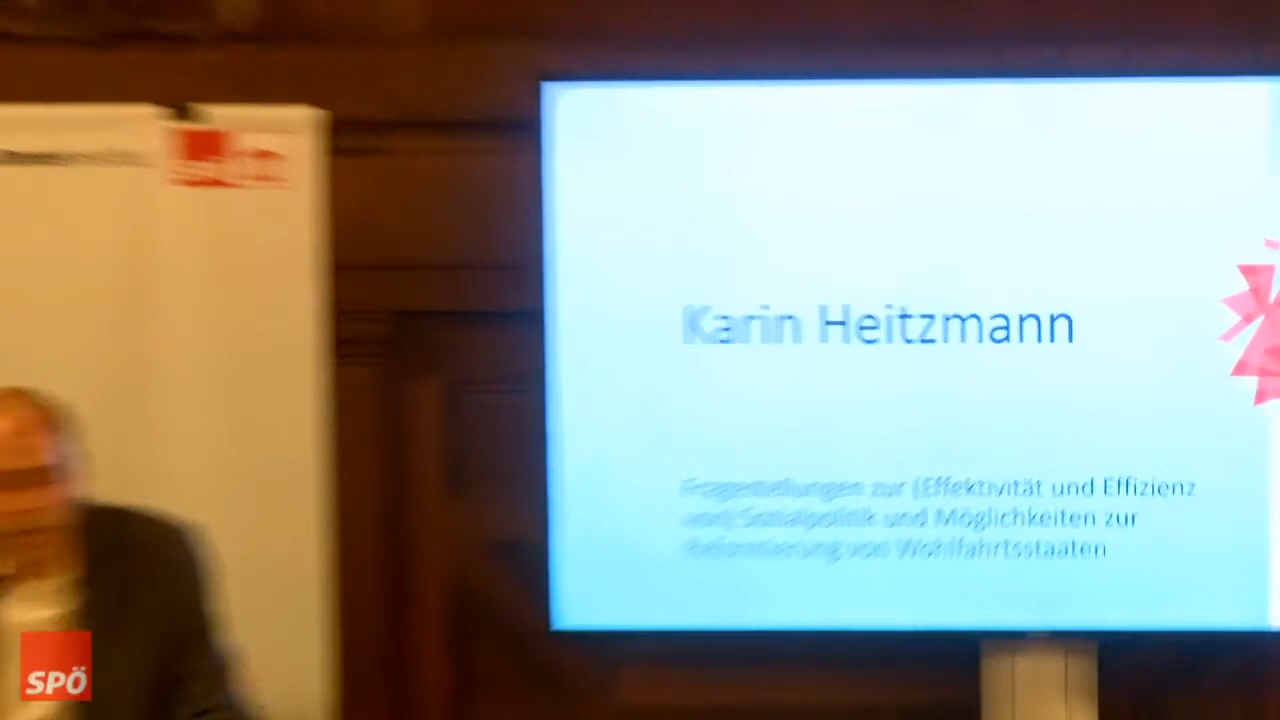 Karin Heitzmann
Fragestellungen zur (Effektivität und Effizienz
von) Sozialpolitik und Möglichkeiten zur
Reformierung von Wohlfahrtsstaaten
SPÖ